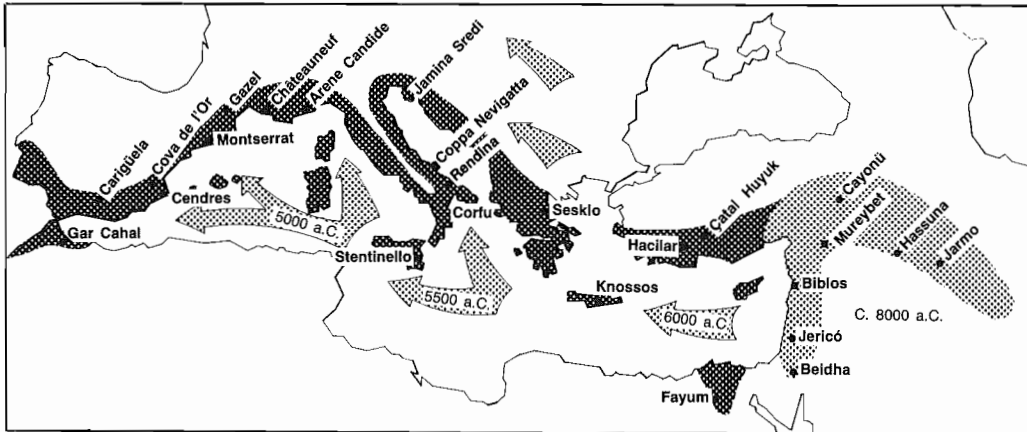 Carigüela
Cova de l'Or
Gazel
Châteauneuf
Arene Candide
Jamina Sredi
Coppa Nevigatta
Rendina
Montserrat
Cendres
Gar Cahal
5000 a.C.
Stentinello
Corfu
Sesklo
5500 a.C.
Knossos
Hacilar
Çatal Huyuk
6000 a.C.
Cayonü
Mureybet
Hassuna
Jarmo
Biblos
C. 8000 a.C.
Jericó
Beidha
Fayum